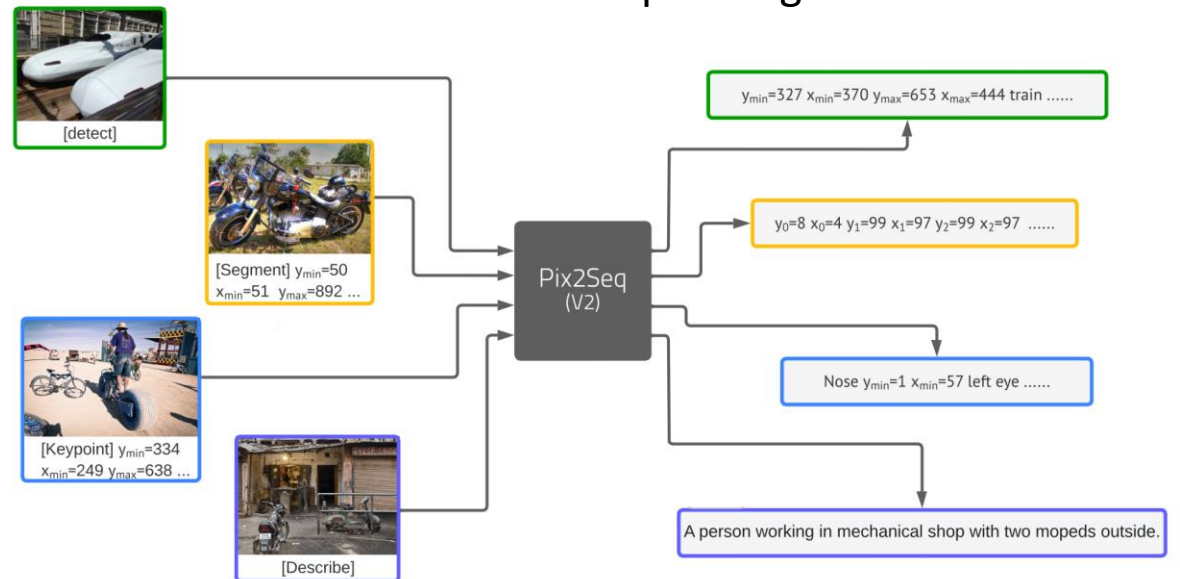 [detect]
[Segment] ymin=50
xmin=51 ymax=892 ...
[Keypoint] ymin=334
xmin=249 ymax=638 ...
[Describe]
Pix2Seq
(V2)
ymin=327 xmin=370 ymax=653 xmax=444 train ......
y0=8 x0=4 y1=99 x1=97 y2=99 x2=97 ......
Nose ymin=1 xmin=57 left eye ......
A person working in mechanical shop with two mopeds outside.